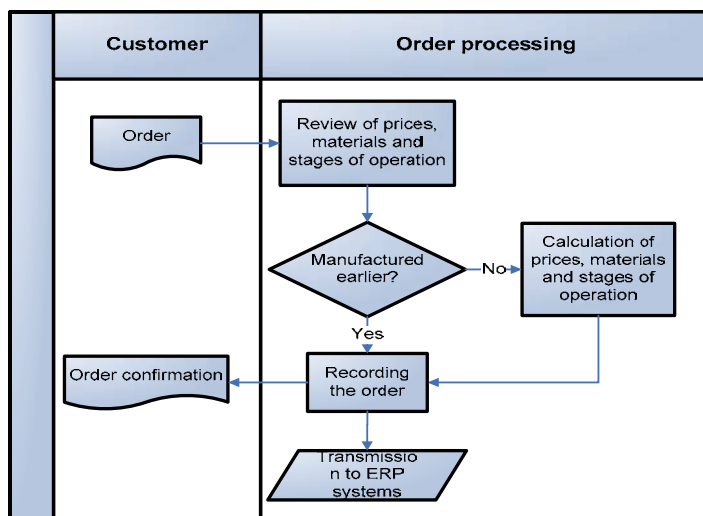 Customer
Order processing
Order
Review of prices,
materials and
stages of operation
Manufactured
earlier?
No
Calculation of
prices, materials
and stages of
operation
Yes
Order confirmation
Recording
the order
Transmissio
n to ERP
systems